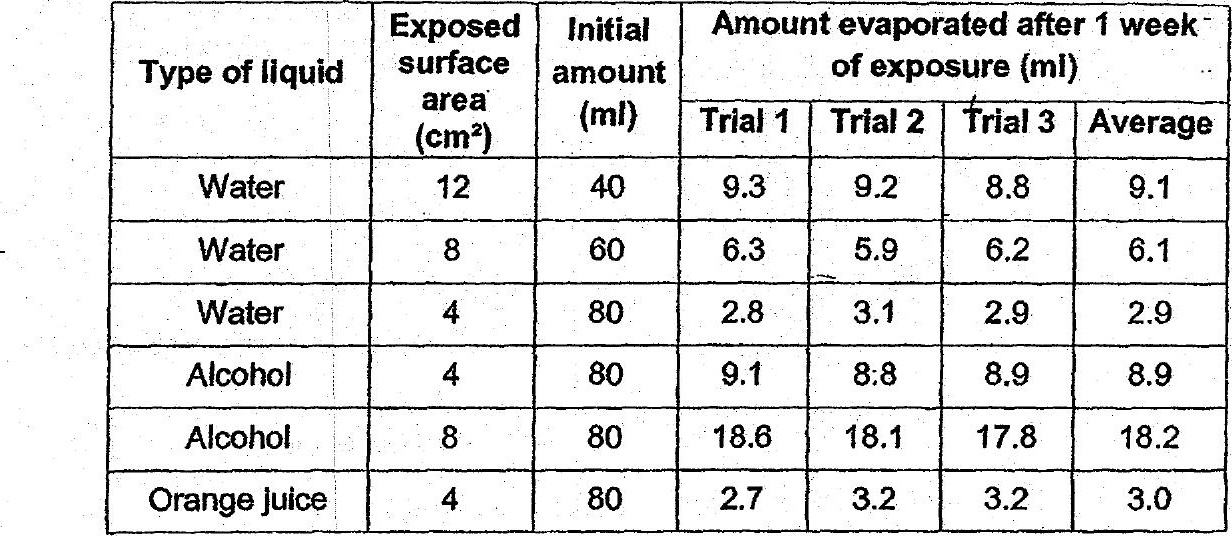 Type of liquid
Exposed surface area (cm²)
Initial amount (ml)
Amount evaporated after 1 week of exposure (ml)
Trial 1 Trial 2 Trial 3 Average
Water 12 40 9.3 9.2 8.8 9.1
Water 8 60 6.3 5.9 6.2 6.1
Water 4 80 2.8 3.1 2.9 2.9
Alcohol 4 80 9.1 8.8 8.9 8.9
Alcohol 8 80 18.6 18.1 17.8 18.2
Orange juice 4 80 2.7 3.2 3.2 3.0